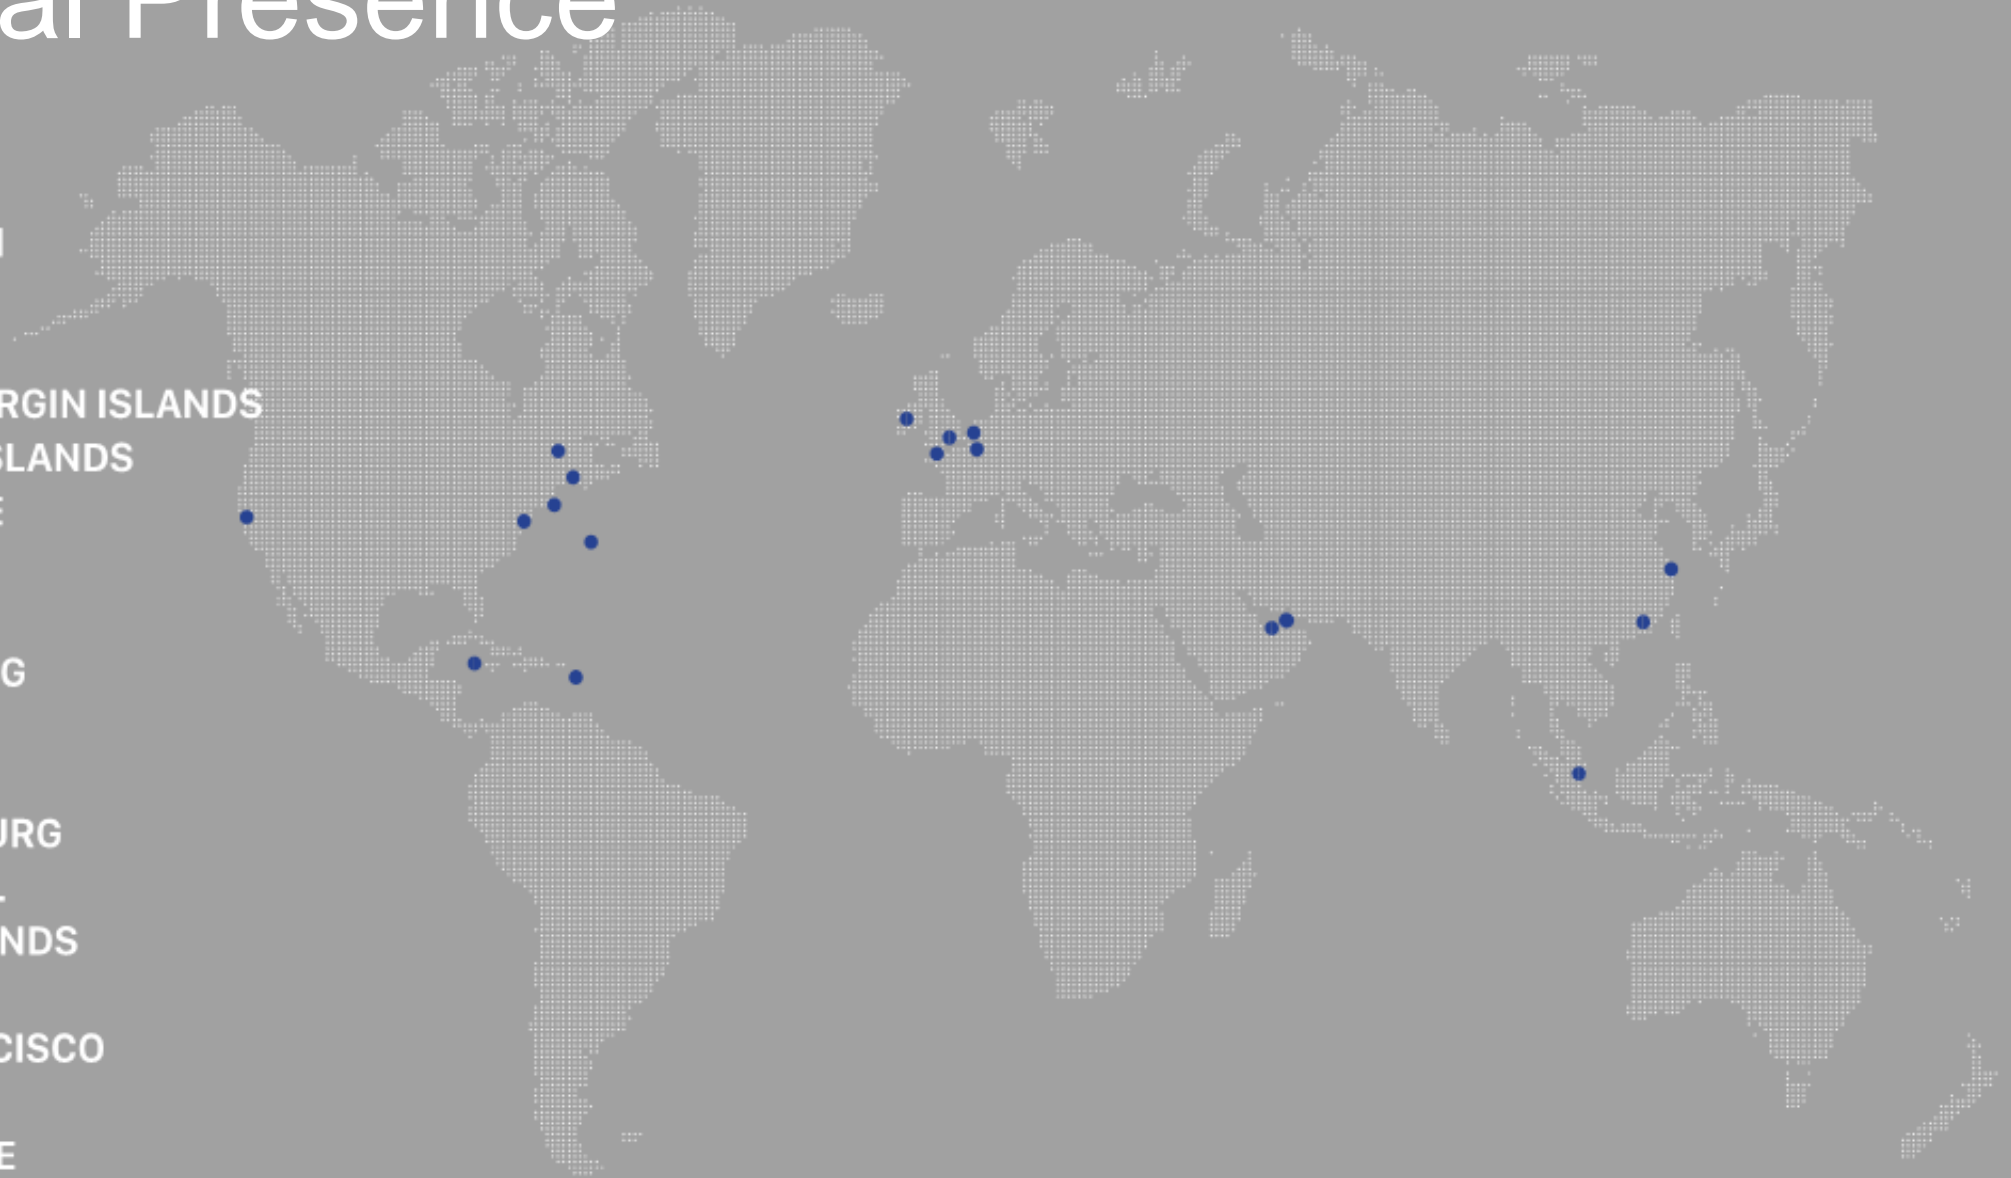 al Presence
RGIN ISLANDS
SLANDS
E
G
URG
NDS
CISCO
E